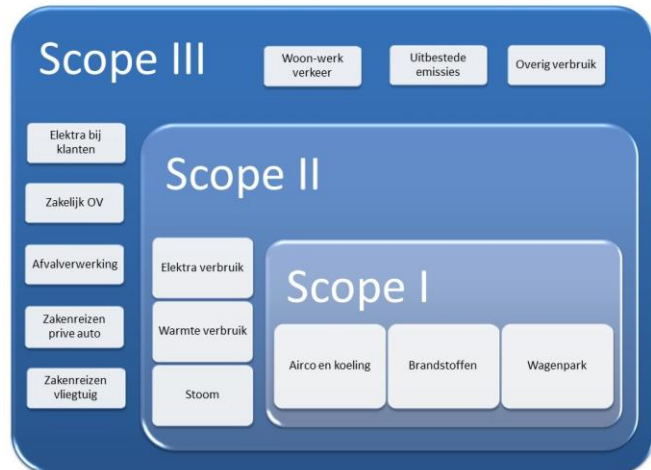 Scope III
Woon-werk
verkeer
Uitbestede
emissies
Overig verbruik
Elektra bij
klanten
Zakelijk OV
Afvalverwerking
Zakenreizen
prive auto
Zakenreizen
vliegtuig
Scope II
Elektra verbruik
Warmte verbruik
Stoom
Scope I
Airco en koeling
Brandstoffen
Wagenpark